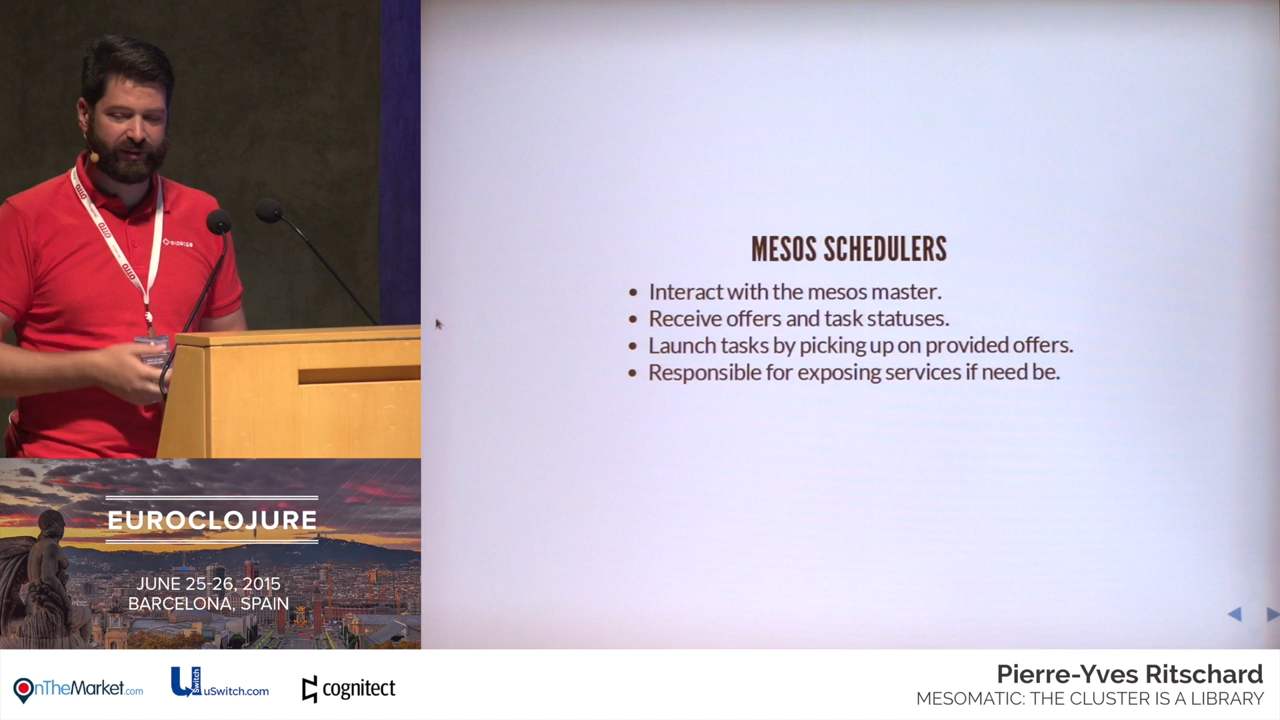 MESOS SCHEDULERS
• Interact with the mesos master.
• Receive offers and task statuses.
• Launch tasks by picking up on provided offers.
• Responsible for exposing services if need be.
EUROCLOJURE
JUNE 25-26, 2015
BARCELONA, SPAIN
OnTheMarket.com
uSwitch
uSwitch.com
cognitect
Pierre-Yves Ritschard
MESOMATIC: THE CLUSTER IS A LIBRARY